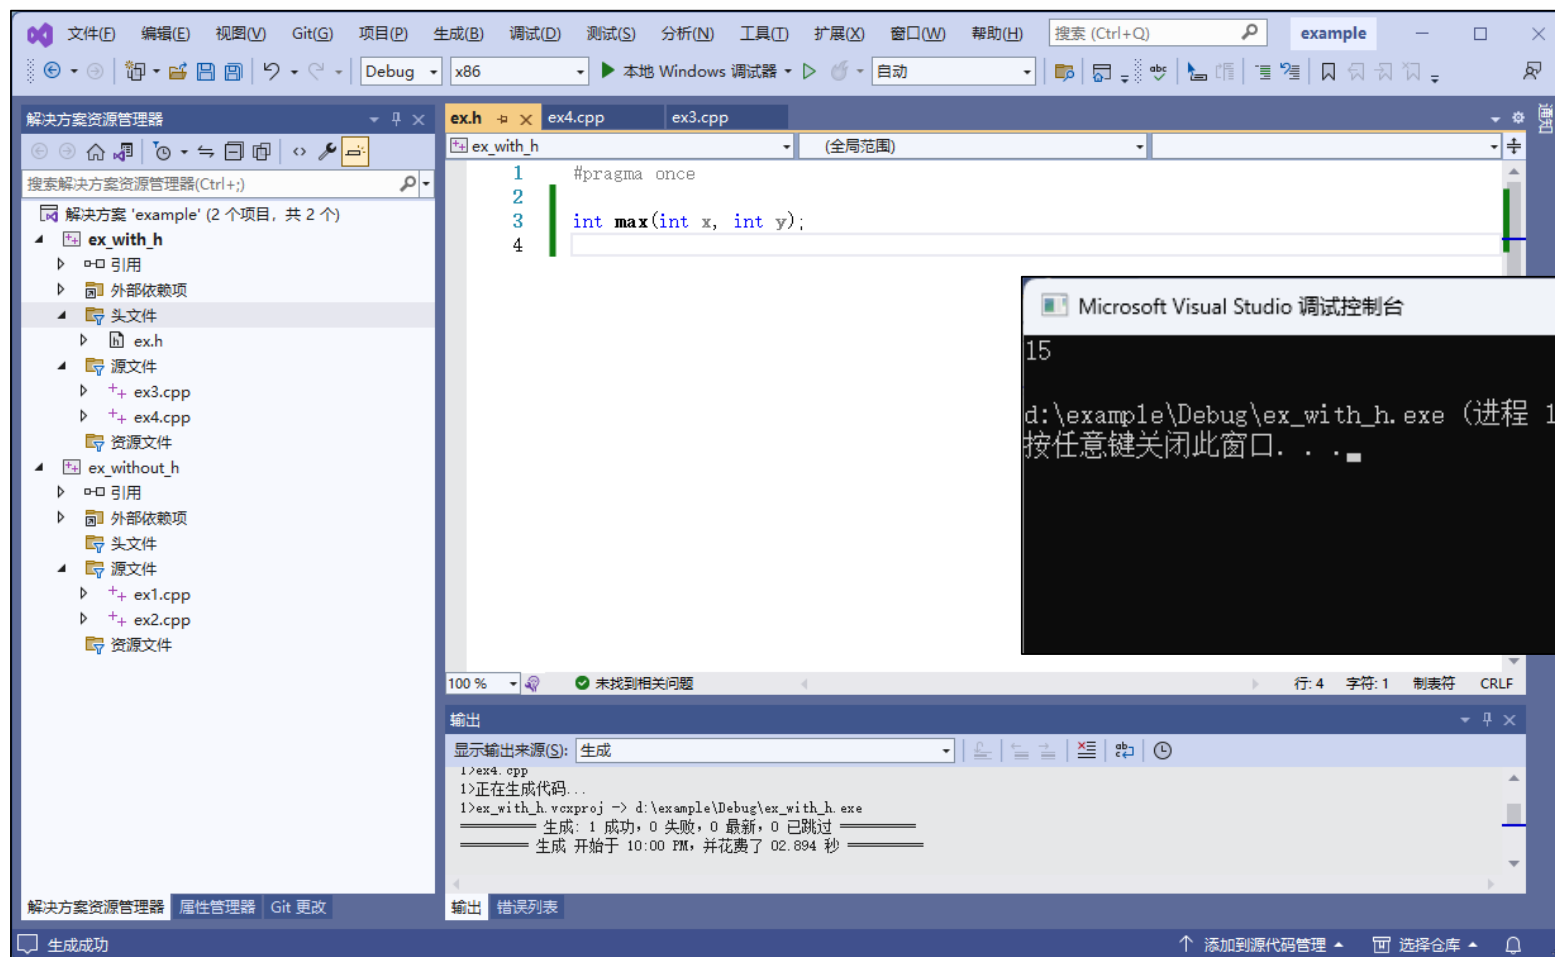 文件(F) 编辑(E) 视图(V) Git(G) 项目(P) 生成(B) 调试(D) 测试(S) 分析(N) 工具(T) 扩展(X) 窗口(W) 帮助(H) 搜索 (Ctrl+Q) example
Debug x86 本地 Windows 调试器 自动
解决方案资源管理器
搜索解决方案资源管理器(Ctrl+;)
解决方案 'example' (2 个项目，共 2 个)
ex_with_h
引用
外部依赖项
头文件
ex.h
源文件
ex3.cpp
ex4.cpp
资源文件
ex_without_h
引用
外部依赖项
头文件
源文件
ex1.cpp
ex2.cpp
资源文件
解决方案资源管理器 属性管理器 Git 更改
ex.h ex4.cpp ex3.cpp
通知
ex_with_h (全局范围)
1 #pragma once
2
3 int max(int x, int y);
4
Microsoft Visual Studio 调试控制台
15
d:\example\Debug\ex_with_h.exe (进程 1
按任意键关闭此窗口. . .
100 % 未找到相关问题 行: 4 字符: 1 制表符 CRLF
输出
显示输出来源(S): 生成
1>ex4.cpp
1>正在生成代码...
1>ex_with_h.vcxproj -> d:\example\Debug\ex_with_h.exe
========== 生成: 1 成功，0 失败，0 最新，0 已跳过 ==========
========= 生成 开始于 10:00 PM，并花费了 02.894 秒 ==========
输出 错误列表
生成成功 添加到源代码管理 选择仓库